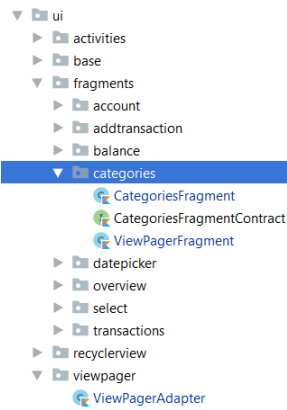 ui
activities
base
fragments
account
addtransaction
balance
categories
CategoriesFragment
CategoriesFragmentContract
ViewPagerFragment
datepicker
overview
select
transactions
recyclerview
viewpager
ViewPagerAdapter